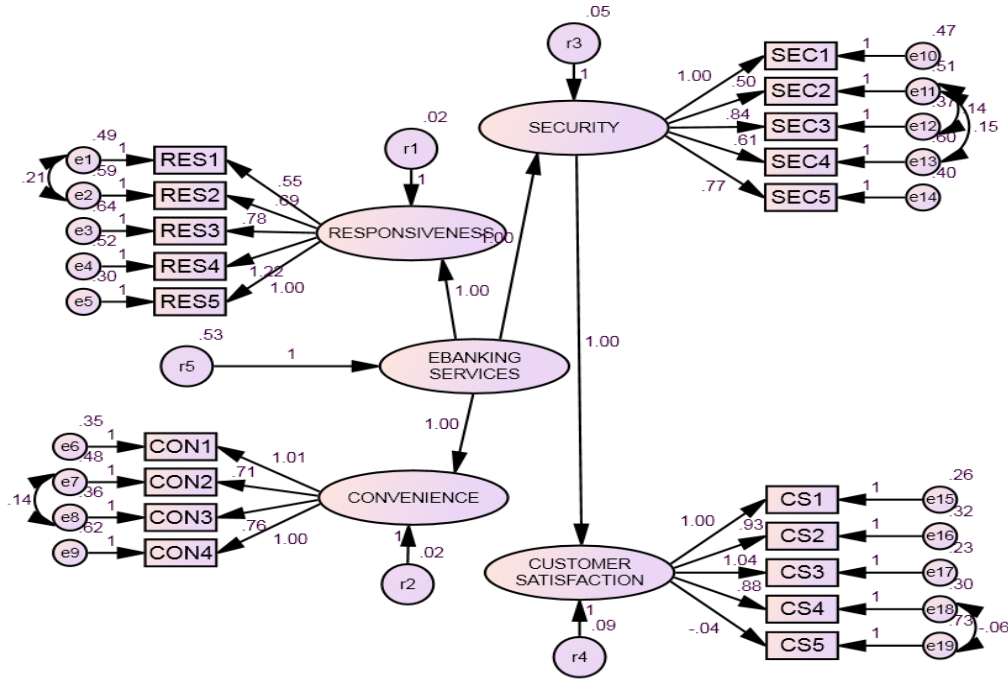 .05
r3
1
.47
SEC1
1
e10
1.00
.51
.50
SEC2
1
e11
.37
.14
SECURITY
.84
SEC3
1
e12
.15
.60
.61
SEC4
1
e13
.40
.77
SEC5
1
e14
.02
r1
1
.49
e1
1
RES1
.21
.59
.55
e2
1
RES2
.69
.64
e3
1
RES3
.78
RESPONSIVENESS
1.00
.52
e4
1
RES4
1.22
.30
e5
1
RES5
1.00
1.00
.53
r5
1
EBANKING
SERVICES
1.00
1.00
.35
e6
1
CON1
1.01
.48
e7
1
CON2
.71
.14
.36
e8
1
CON3
CONVENIENCE
.62
.76
e9
1
CON4
1.00
1
.02
r2
.26
CS1
1
e15
1.00
.32
.93
CS2
1
e16
.23
CUSTOMER
SATISFACTION
1.04
CS3
1
e17
.30
.88
CS4
1
e18
.73
-.06
-.04
CS5
1
e19
1
.09
r4